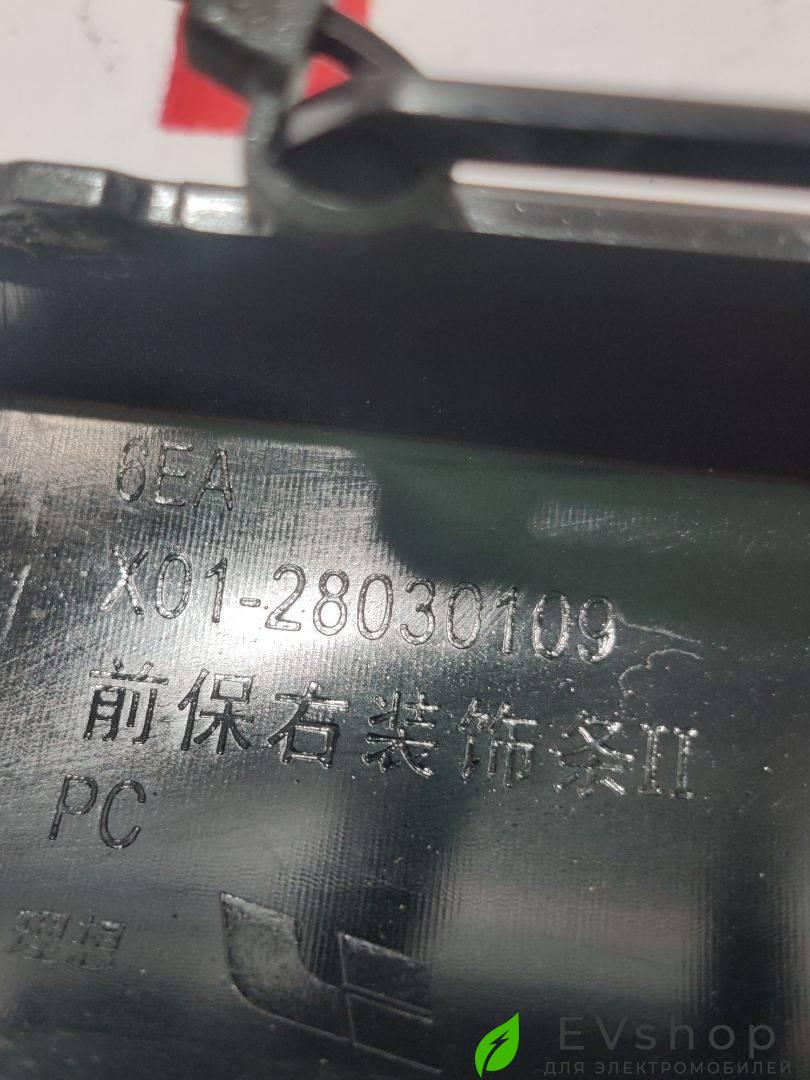 6EA
X01-28030109
前保右装饰条II
PC
理想
EVshop
ДЛЯ ЭЛЕКТРОМОБИЛЕЙ